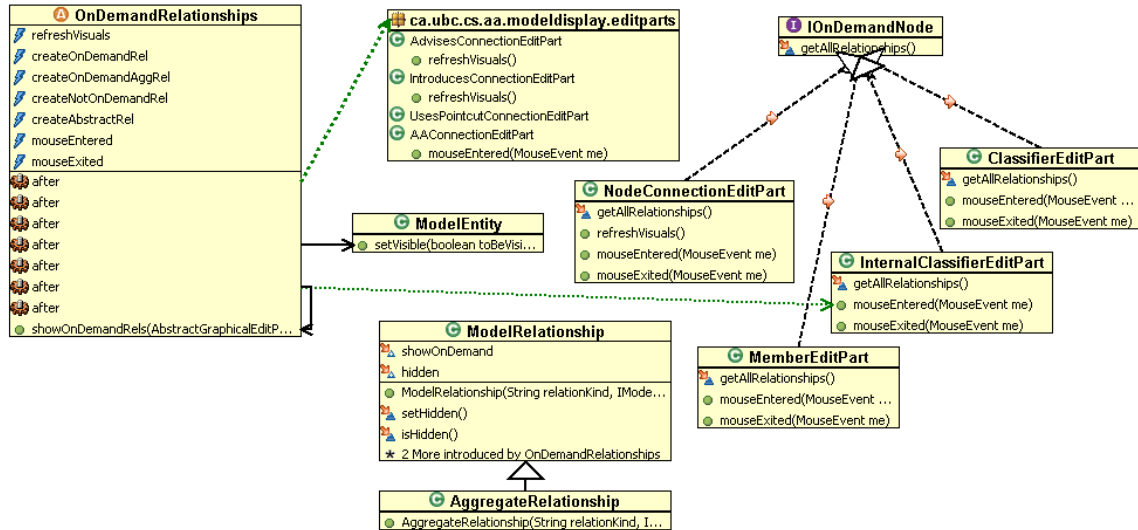 OnDemandRelationships
refreshVisuals
createOnDemandRel
createOnDemandAggRel
createNotOnDemandRel
createAbstractRel
mouseEntered
mouseExited
after
after
after
after
after
after
after
showOnDemandRels(AbstractGraphicalEditP...
ca.ubc.cs.aa.modeldisplay.editparts
AdvisesConnectionEditPart
refreshVisuals()
IntroducesConnectionEditPart
refreshVisuals()
UsesPointcutConnectionEditPart
AAConnectionEditPart
mouseEntered(MouseEvent me)
IOnDemandNode
getAllRelationships()
ClassifierEditPart
getAllRelationships()
mouseEntered(MouseEvent ...
mouseExited(MouseEvent me)
NodeConnectionEditPart
getAllRelationships()
refreshVisuals()
mouseEntered(MouseEvent me)
mouseExited(MouseEvent me)
ModelEntity
setVisible(boolean toBeVisi...
InternalClassifierEditPart
getAllRelationships()
mouseEntered(MouseEvent me)
mouseExited(MouseEvent me)
ModelRelationship
showOnDemand
hidden
ModelRelationship(String relationKind, IMode...
setHidden()
isHidden()
* 2 More introduced by OnDemandRelationships
MemberEditPart
getAllRelationships()
mouseEntered(MouseEvent ...
mouseExited(MouseEvent me)
AggregateRelationship
AggregateRelationship(String relationKind, I...